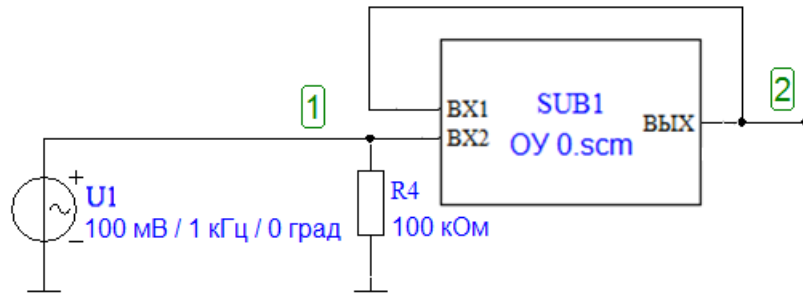 1
2
ВХ1
ВХ2
SUB1
ОУ 0.scm
ВЫХ
+
U1
100 мВ / 1 кГц / 0 град
−
R4
100 кОм